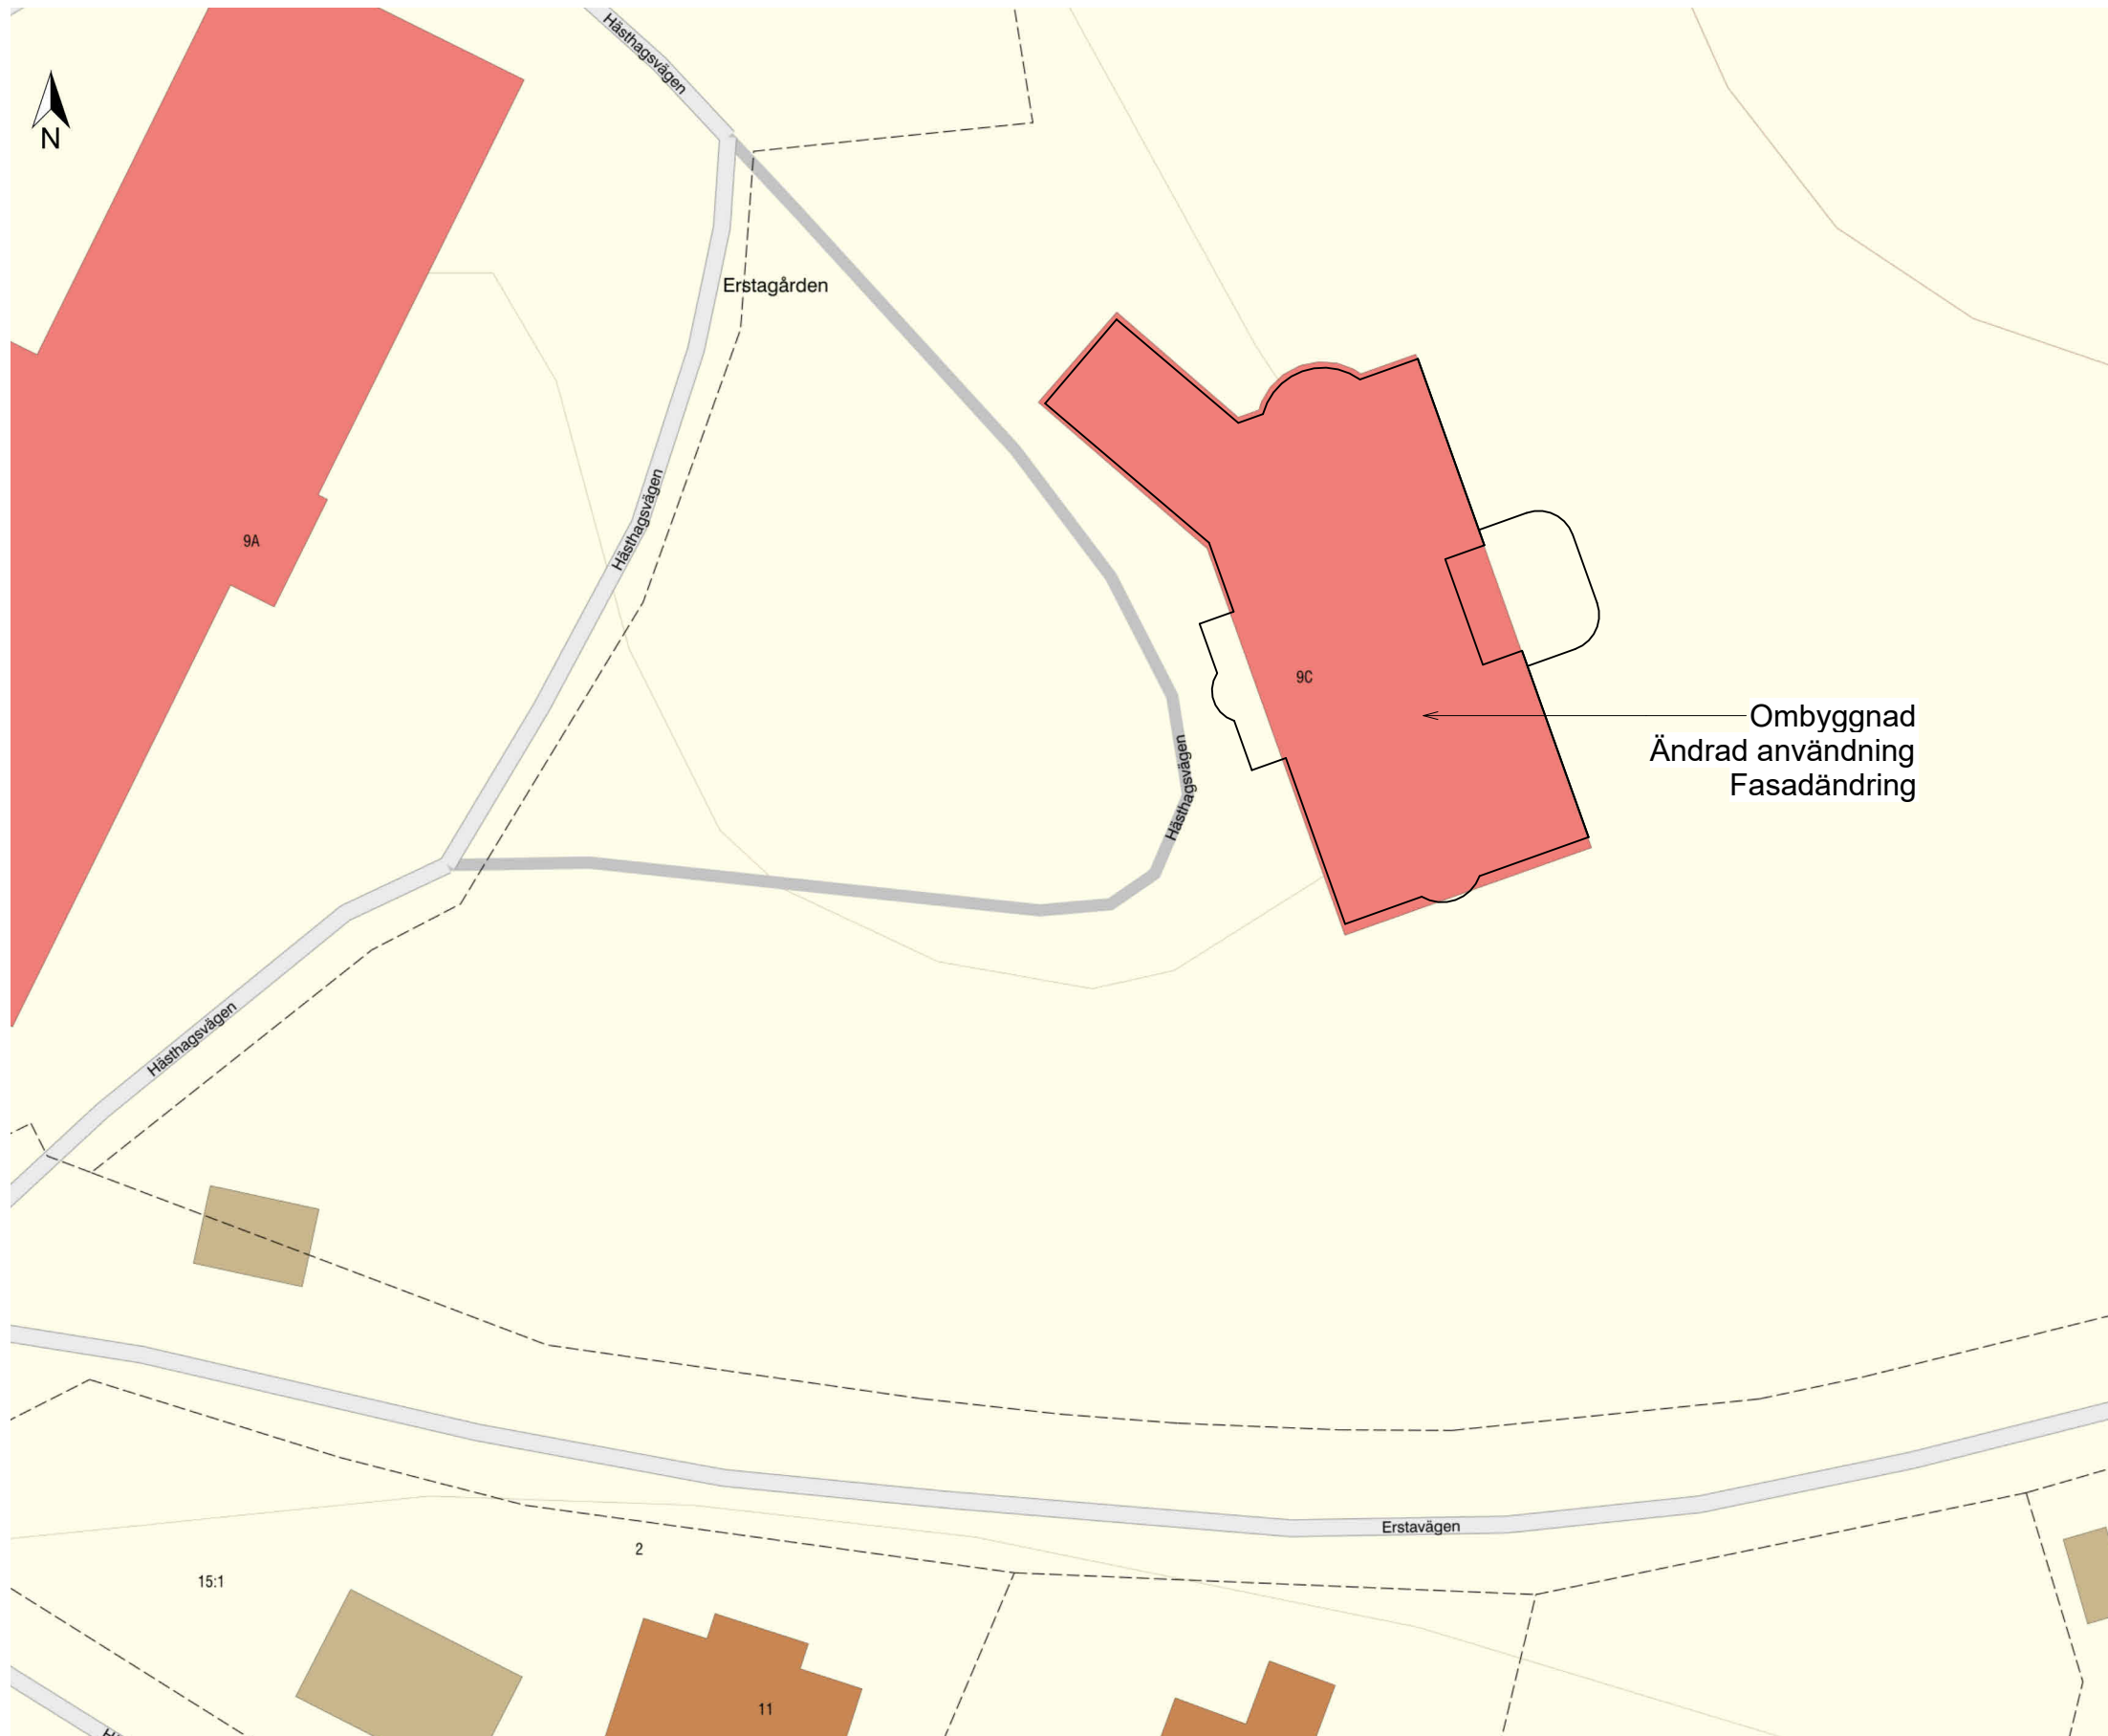 Hästhagsvägen
N
Erstagården
Hästhagsvägen
9A
9C
Ombyggnad
Ändrad användning
Fasadändring
Hästhagsvägen
Hästhagsvägen
Erstavägen
2
15:1
11